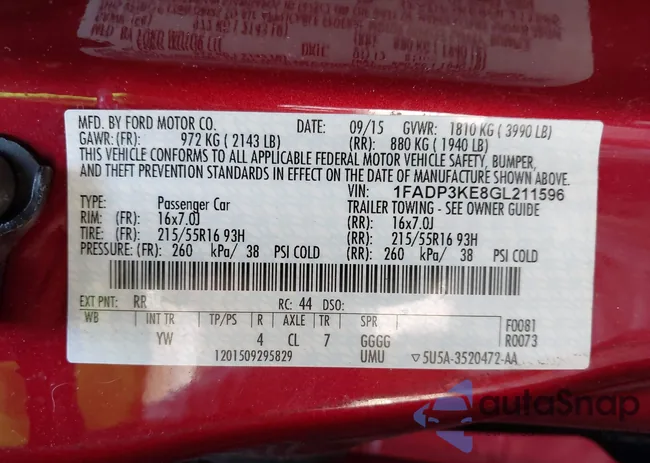 MFD. BY FORD MOTOR CO. DATE: 09/15 GVWR: 1810 KG ( 3990 LB)
GAWR: (FR): 972 KG ( 2143 LB) (RR): 880 KG ( 1940 LB)
THIS VEHICLE CONFORMS TO ALL APPLICABLE FEDERAL MOTOR VEHICLE SAFETY, BUMPER,
AND THEFT PREVENTION STANDARDS IN EFFECT ON THE DATE OF MANUFACTURE SHOWN ABOVE.
VIN: 1FADP3KE8GL211596
TYPE: Passenger Car TRAILER TOWING - SEE OWNER GUIDE
RIM: (FR): 16x7.0J (RR): 16x7.0J
TIRE: (FR): 215/55R16 93H (RR): 215/55R16 93H
PRESSURE: (FR): 260 kPa/ 38 PSI COLD (RR): 260 kPa/ 38 PSI COLD
EXT PNT: RR RC: 44 DSO:
WB INT TR TP/PS R AXLE TR SPR F0081
YW 4 CL 7 GGGG R0073
1201509295829 UMU ▽5U5A-3520472-AA
autoSnap